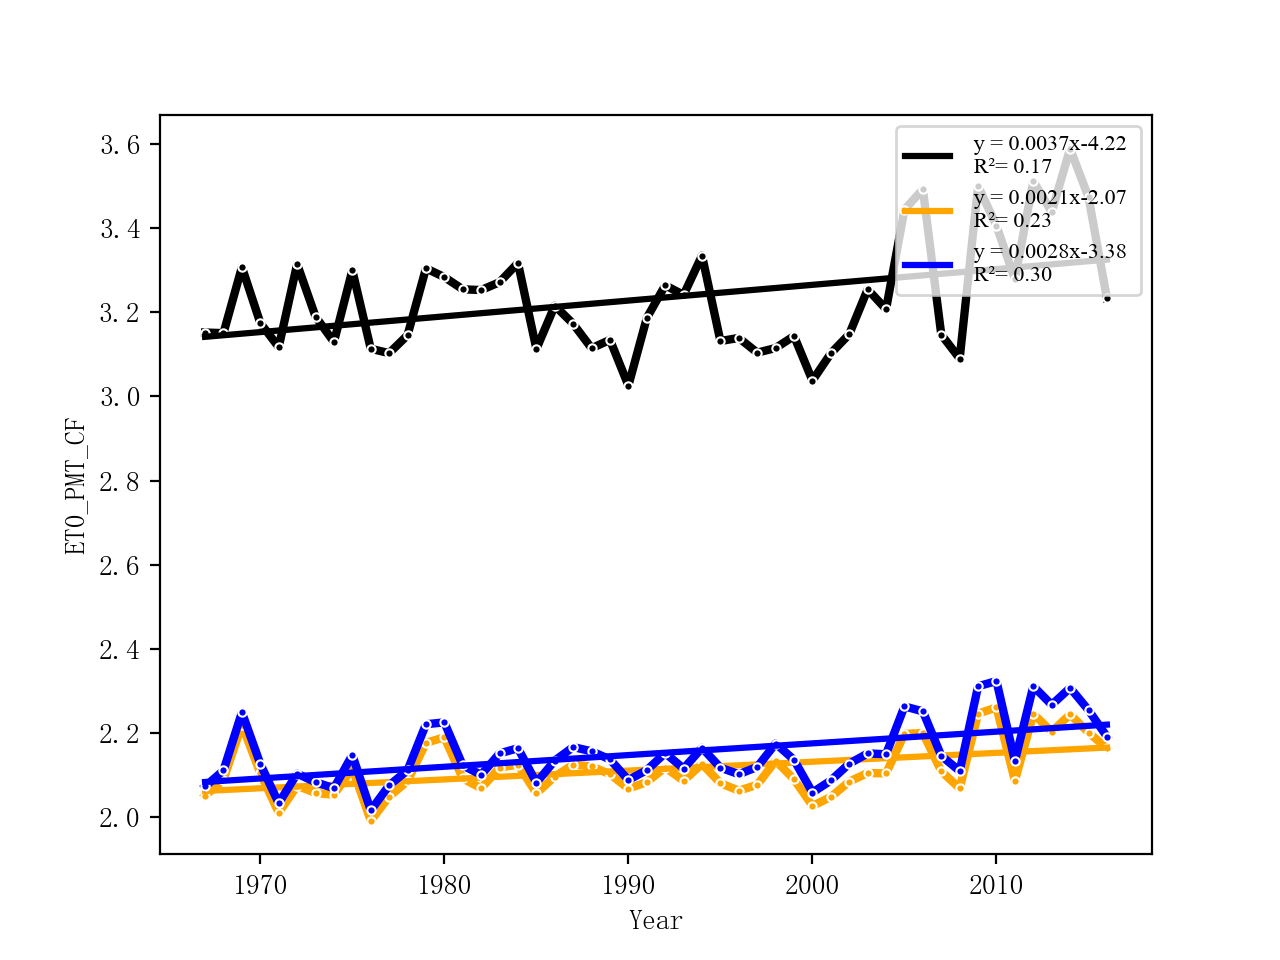 3.6
3.4
3.2
3.0
2.8
2.6
2.4
2.2
2.0
ET0_PMT_CF
1970
1980
1990
2000
2010
Year
y = 0.0037x-4.22
R²= 0.17
y = 0.0021x-2.07
R²= 0.23
y = 0.0028x-3.38
R²= 0.30